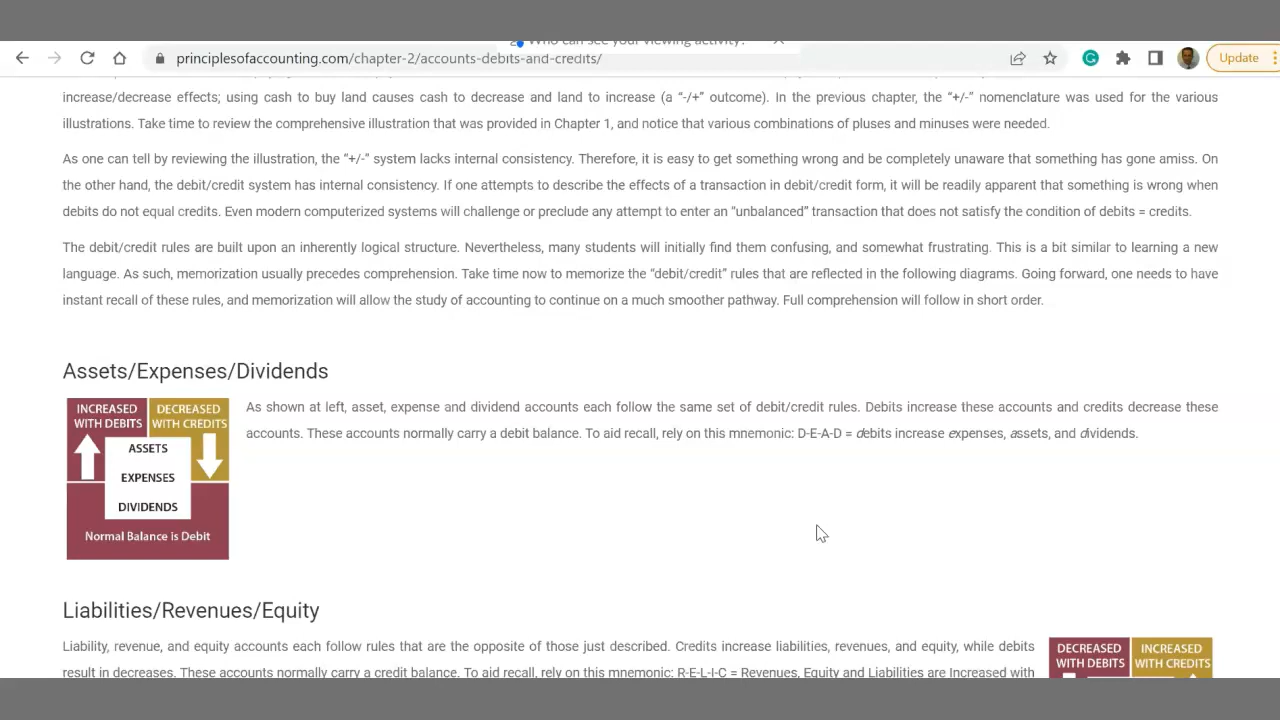 Who can see your viewing activity?
principlesofaccounting.com/chapter-2/accounts-debits-and-credits/
Update
increase/decrease effects; using cash to buy land causes cash to decrease and land to increase (a “-/+” outcome). In the previous chapter, the “+/-” nomenclature was used for the various
illustrations. Take time to review the comprehensive illustration that was provided in Chapter 1, and notice that various combinations of pluses and minuses were needed.
As one can tell by reviewing the illustration, the “+/-” system lacks internal consistency. Therefore, it is easy to get something wrong and be completely unaware that something has gone amiss. On
the other hand, the debit/credit system has internal consistency. If one attempts to describe the effects of a transaction in debit/credit form, it will be readily apparent that something is wrong when
debits do not equal credits. Even modern computerized systems will challenge or preclude any attempt to enter an “unbalanced” transaction that does not satisfy the condition of debits = credits.
The debit/credit rules are built upon an inherently logical structure. Nevertheless, many students will initially find them confusing, and somewhat frustrating. This is a bit similar to learning a new
language. As such, memorization usually precedes comprehension. Take time now to memorize the “debit/credit” rules that are reflected in the following diagrams. Going forward, one needs to have
instant recall of these rules, and memorization will allow the study of accounting to continue on a much smoother pathway. Full comprehension will follow in short order.
Assets/Expenses/Dividends
INCREASED WITH DEBITS
DECREASED WITH CREDITS
ASSETS
EXPENSES
DIVIDENDS
Normal Balance is Debit
As shown at left, asset, expense and dividend accounts each follow the same set of debit/credit rules. Debits increase these accounts and credits decrease these
accounts. These accounts normally carry a debit balance. To aid recall, rely on this mnemonic: D-E-A-D = debits increase expenses, assets, and dividends.
Liabilities/Revenues/Equity
Liability, revenue, and equity accounts each follow rules that are the opposite of those just described. Credits increase liabilities, revenues, and equity, while debits
result in decreases. These accounts normally carry a credit balance. To aid recall, rely on this mnemonic: R-E-L-I-C = Revenues, Equity and Liabilities are Increased with
DECREASED WITH DEBITS
INCREASED WITH CREDITS